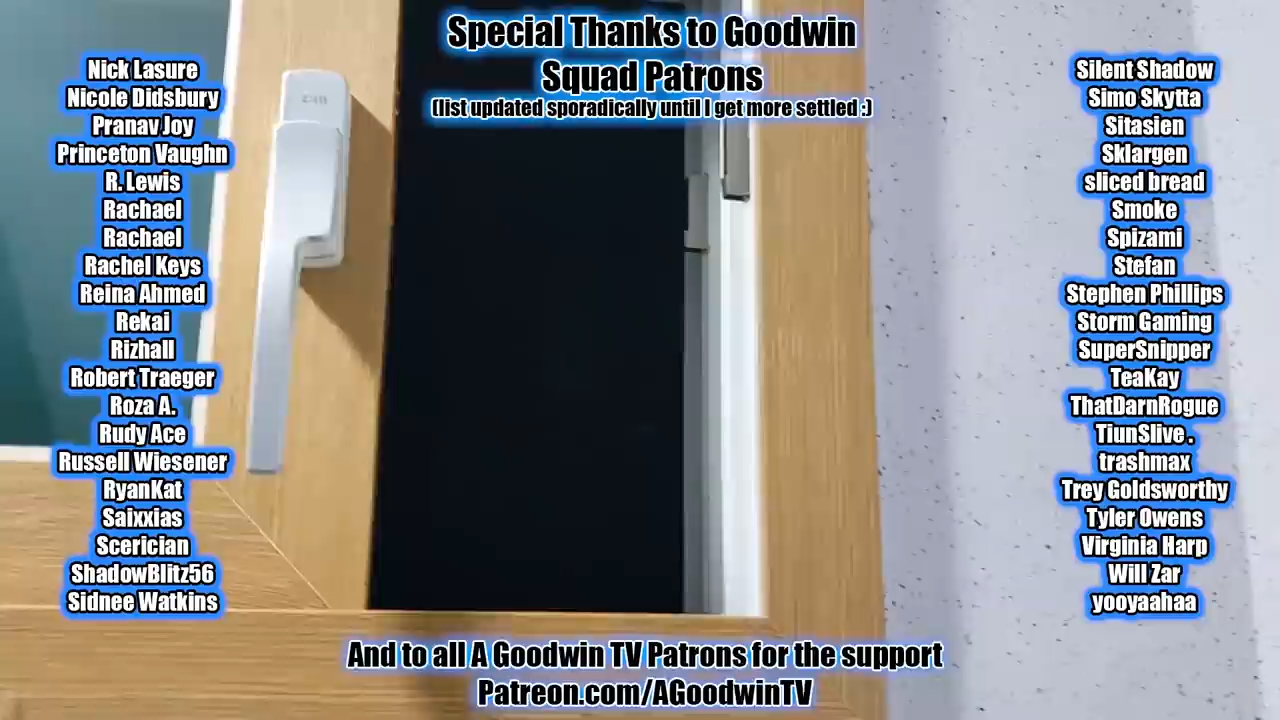 Special Thanks to Goodwin
Squad Patrons
(list updated sporadically until I get more settled :)
Nick Lasure
Nicole Didsbury
Pranav Joy
Princeton Vaughn
R. Lewis
Rachael
Rachael
Rachel Keys
Reina Ahmed
Rekai
Rizhall
Robert Traeger
Roza A.
Rudy Ace
Russell Wiesener
RyanKat
Saixxias
Scerician
ShadowBlitz56
Sidnee Watkins
Silent Shadow
Simo Skytta
Sitasien
Sklargen
sliced bread
Smoke
Spizami
Stefan
Stephen Phillips
Storm Gaming
SuperSnipper
TeaKay
ThatDarnRogue
TiunSlive .
trashmax
Trey Goldsworthy
Tyler Owens
Virginia Harp
Will Zar
yooyaahaa
And to all A Goodwin TV Patrons for the support
Patreon.com/AGoodwinTV